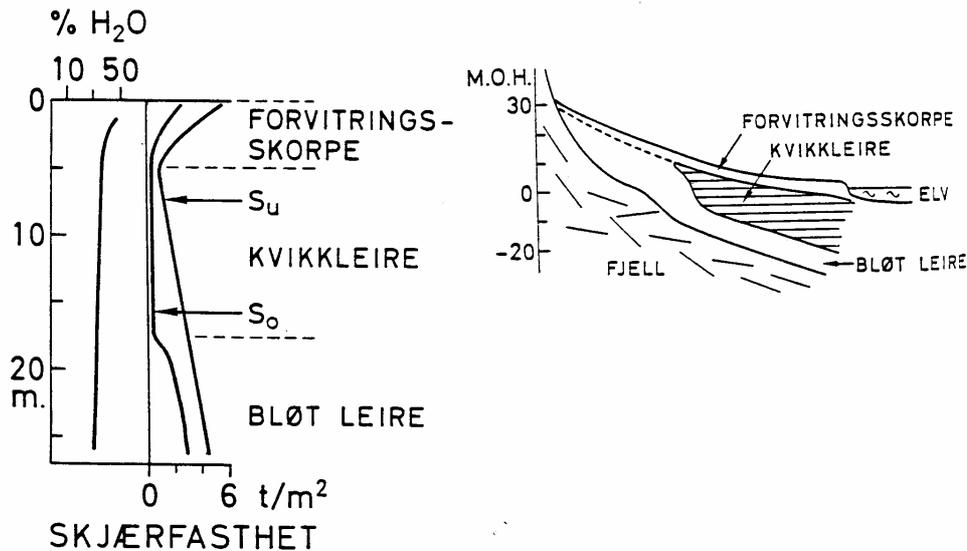 % H₂O
10 50
0
10
20
m.
FORVITRINGS-
SKORPE
Su
KVIKKLEIRE
So
BLØT LEIRE
0 6 t/m²
SKJÆRFASTHET
M.O.H.
30
0
-20
FORVITRINGSSKORPE
KVIKKLEIRE
ELV
FJELL
BLØT LEIRE